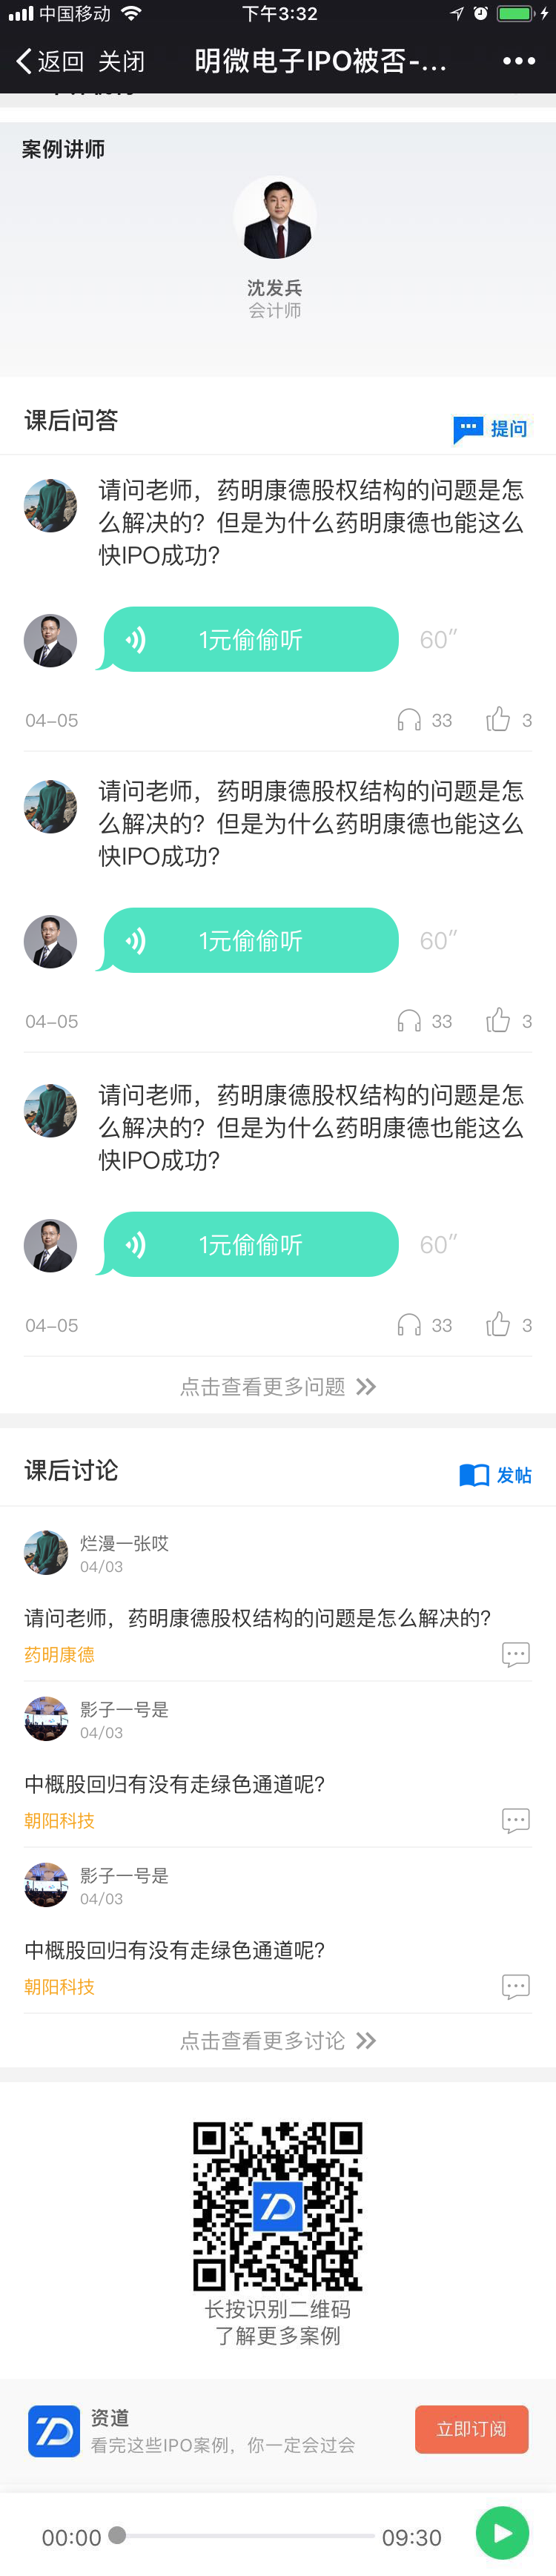 中国移动 下午3:32
返回 关闭 明微电子IPO被否-...
案例讲师
沈发兵
会计师
课后问答 提问
请问老师，药明康德股权结构的问题是怎
么解决的？但是为什么药明康德也能这么
快IPO成功?
1元偷偷听 60″
04-05 33 3
请问老师，药明康德股权结构的问题是怎
么解决的？但是为什么药明康德也能这么
快IPO成功?
1元偷偷听 60″
04-05 33 3
请问老师，药明康德股权结构的问题是怎
么解决的？但是为什么药明康德也能这么
快IPO成功?
1元偷偷听 60″
04-05 33 3
点击查看更多问题
课后讨论 发帖
烂漫一张哎
04/03
请问老师，药明康德股权结构的问题是怎么解决的?
药明康德
影子一号是
04/03
中概股回归有没有走绿色通道呢?
朝阳科技
影子一号是
04/03
中概股回归有没有走绿色通道呢?
朝阳科技
点击查看更多讨论
长按识别二维码
了解更多案例
资道
看完这些IPO案例，你一定会过会
立即订阅
00:00 09:30